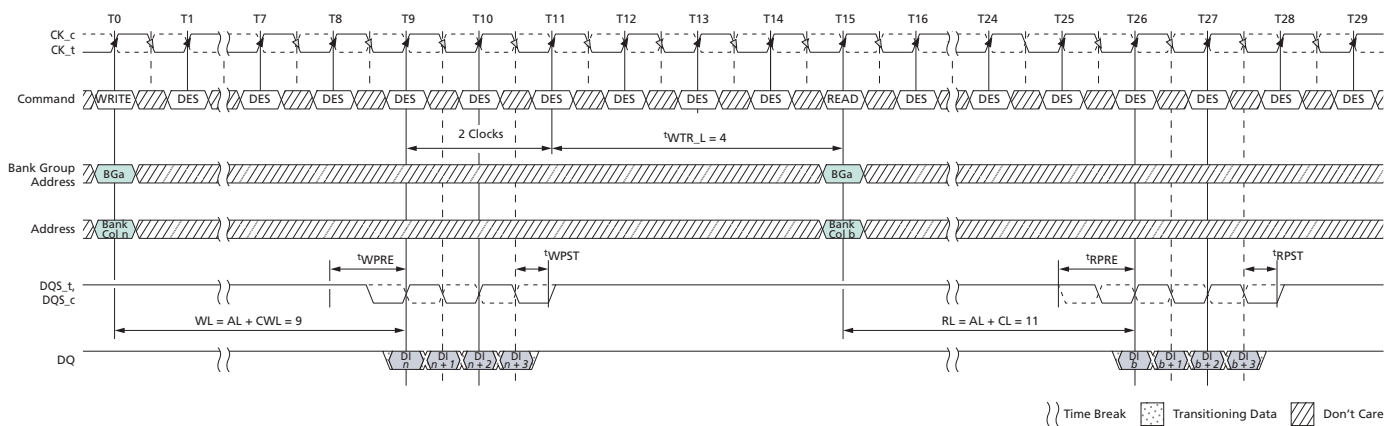 T0 T1 T7 T8 T9 T10 T11 T12 T13 T14 T15 T16 T24 T25 T26 T27 T28 T29
CK_c
CK_t
Command WRITE DES DES DES DES DES DES DES DES DES READ DES DES DES DES DES DES DES
2 Clocks tWTR_L = 4
Bank Group
Address
BGa BGa
Address
Bank
Col n
Bank
Col b
tWPRE tWPST tRPRE tRPST
DQS_t,
DQS_c
WL = AL + CWL = 9 RL = AL + CL = 11
DQ
DI
n
DI
n + 1
DI
n + 2
DI
n + 3
DI
b
DI
b + 1
DI
b + 2
DI
b + 3
Time Break Transitioning Data Don't Care